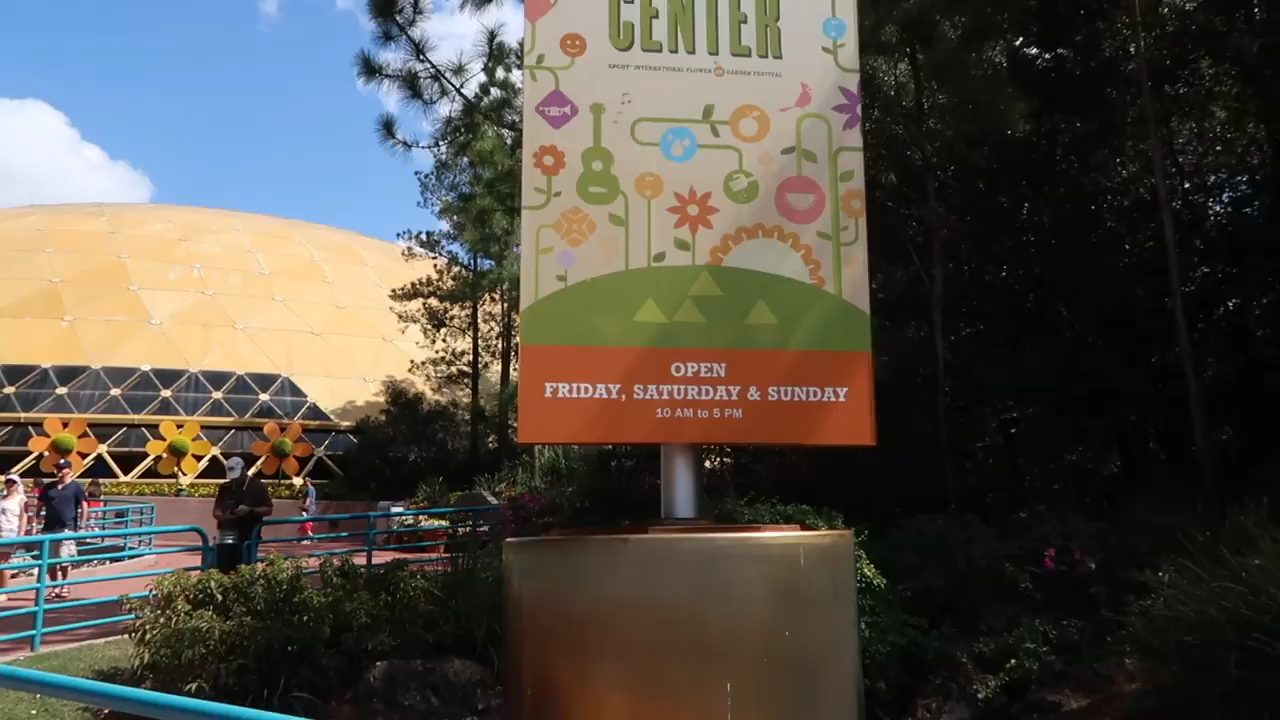 CENTER
EPCOT® INTERNATIONAL FLOWER & GARDEN FESTIVAL
OPEN
FRIDAY, SATURDAY & SUNDAY
10 AM to 5 PM